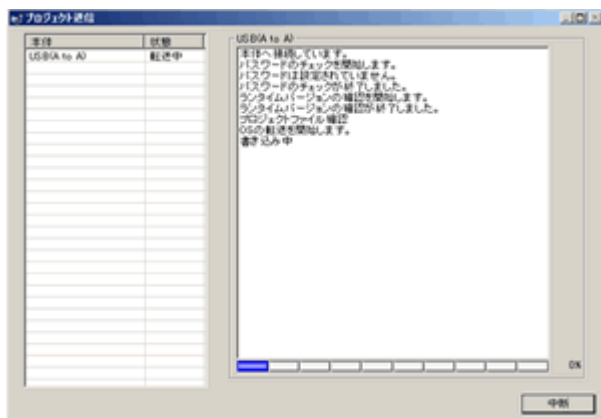 プロジェクト送信
本体
状態
USB(A to A)
転送中
USB(A to A)
本体へ接続しています。
パスワードのチェックを開始します。
パスワードは設定されていません。
パスワードのチェックが終了しました。
ランタイムバージョンの確認を開始します。
ランタイムバージョンの確認が終了しました。
プロジェクトファイル確認
OSの転送を開始します。
書き込み中
0%
中断